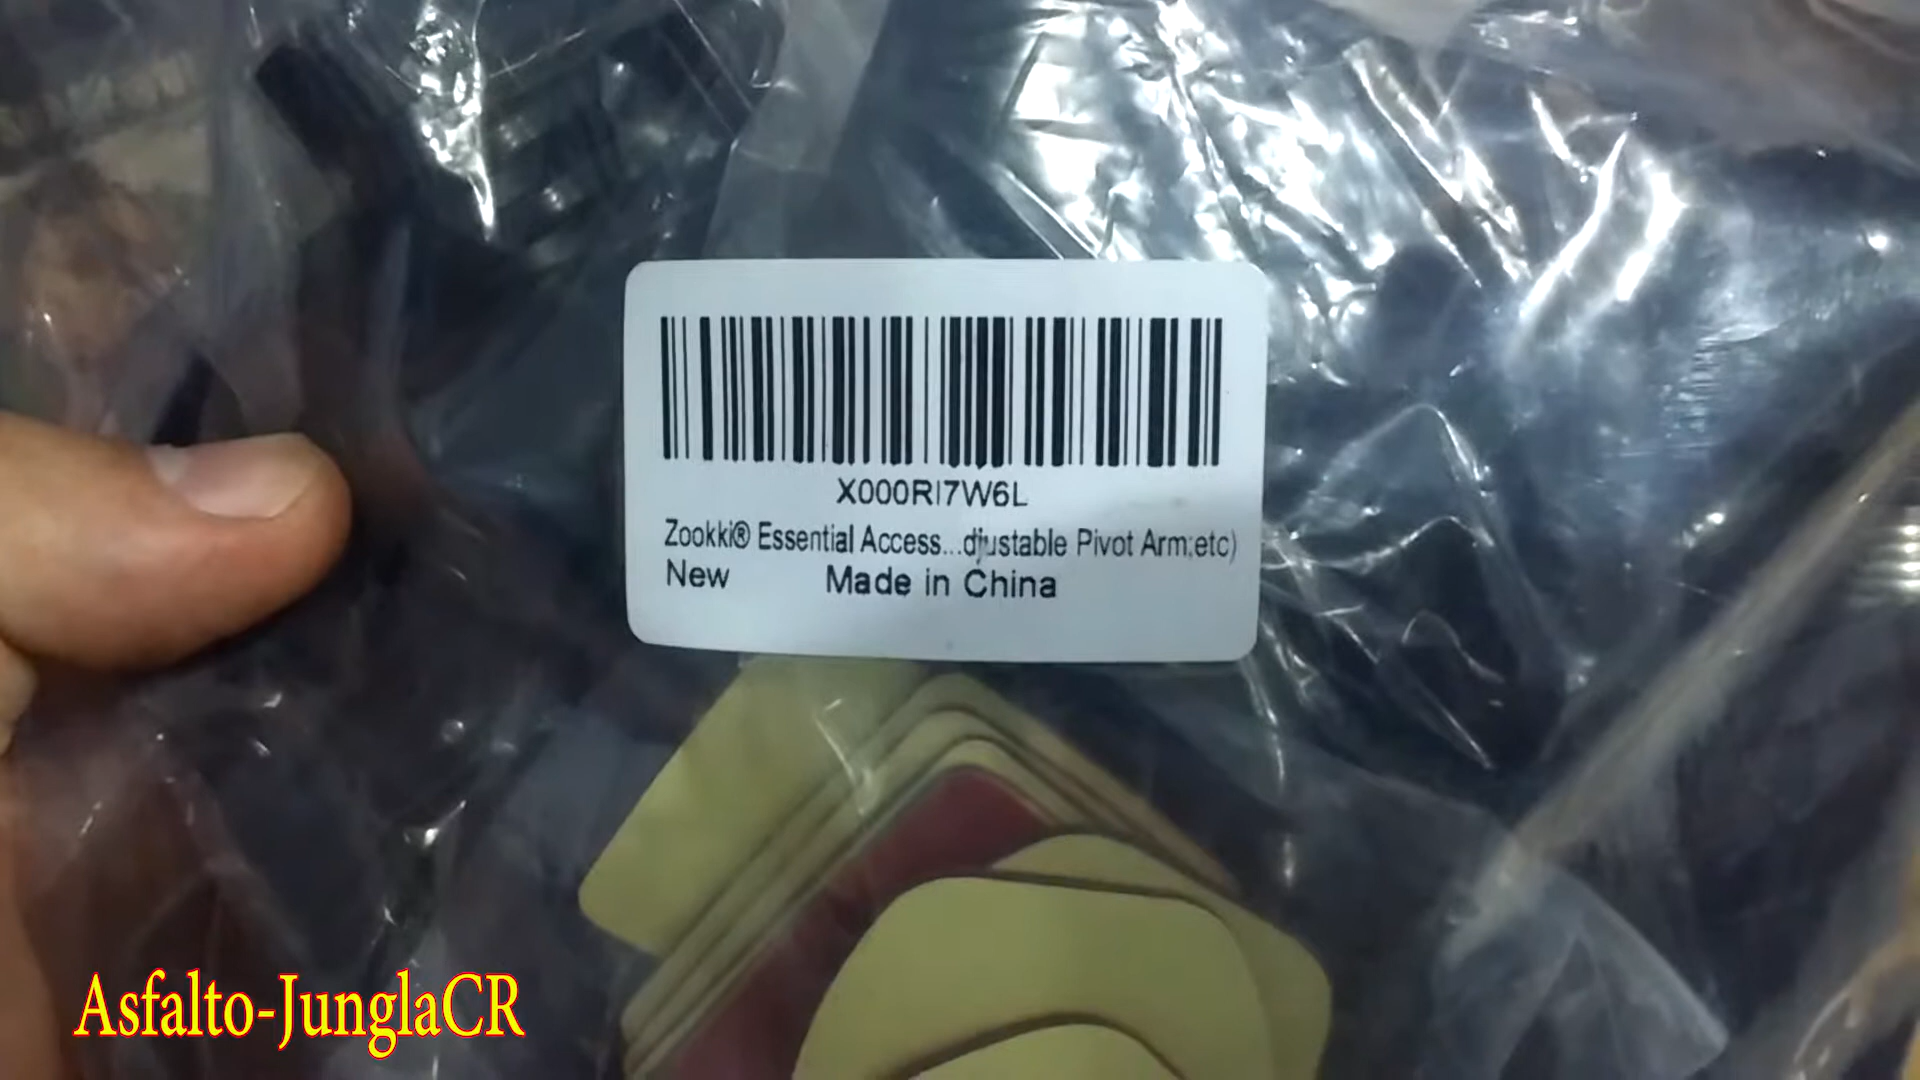 X000RI7W6L
Zookki® Essential Access...djustable Pivot Arm;etc)
New Made in China
Asfalto-JunglaCR